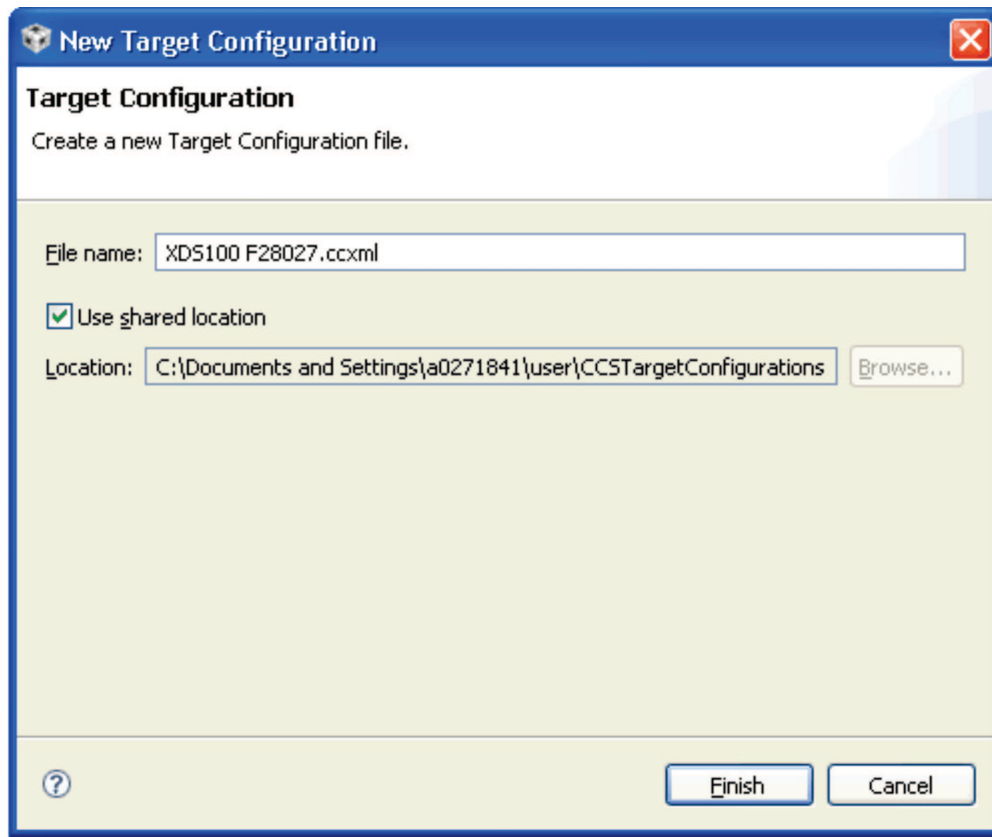 New Target Configuration
Target Configuration
Create a new Target Configuration file.
File name: XDS100 F28027.ccxml
Use shared location
Location: C:\Documents and Settings\a0271841\user\CCSTargetConfigurations Browse...
? Finish Cancel